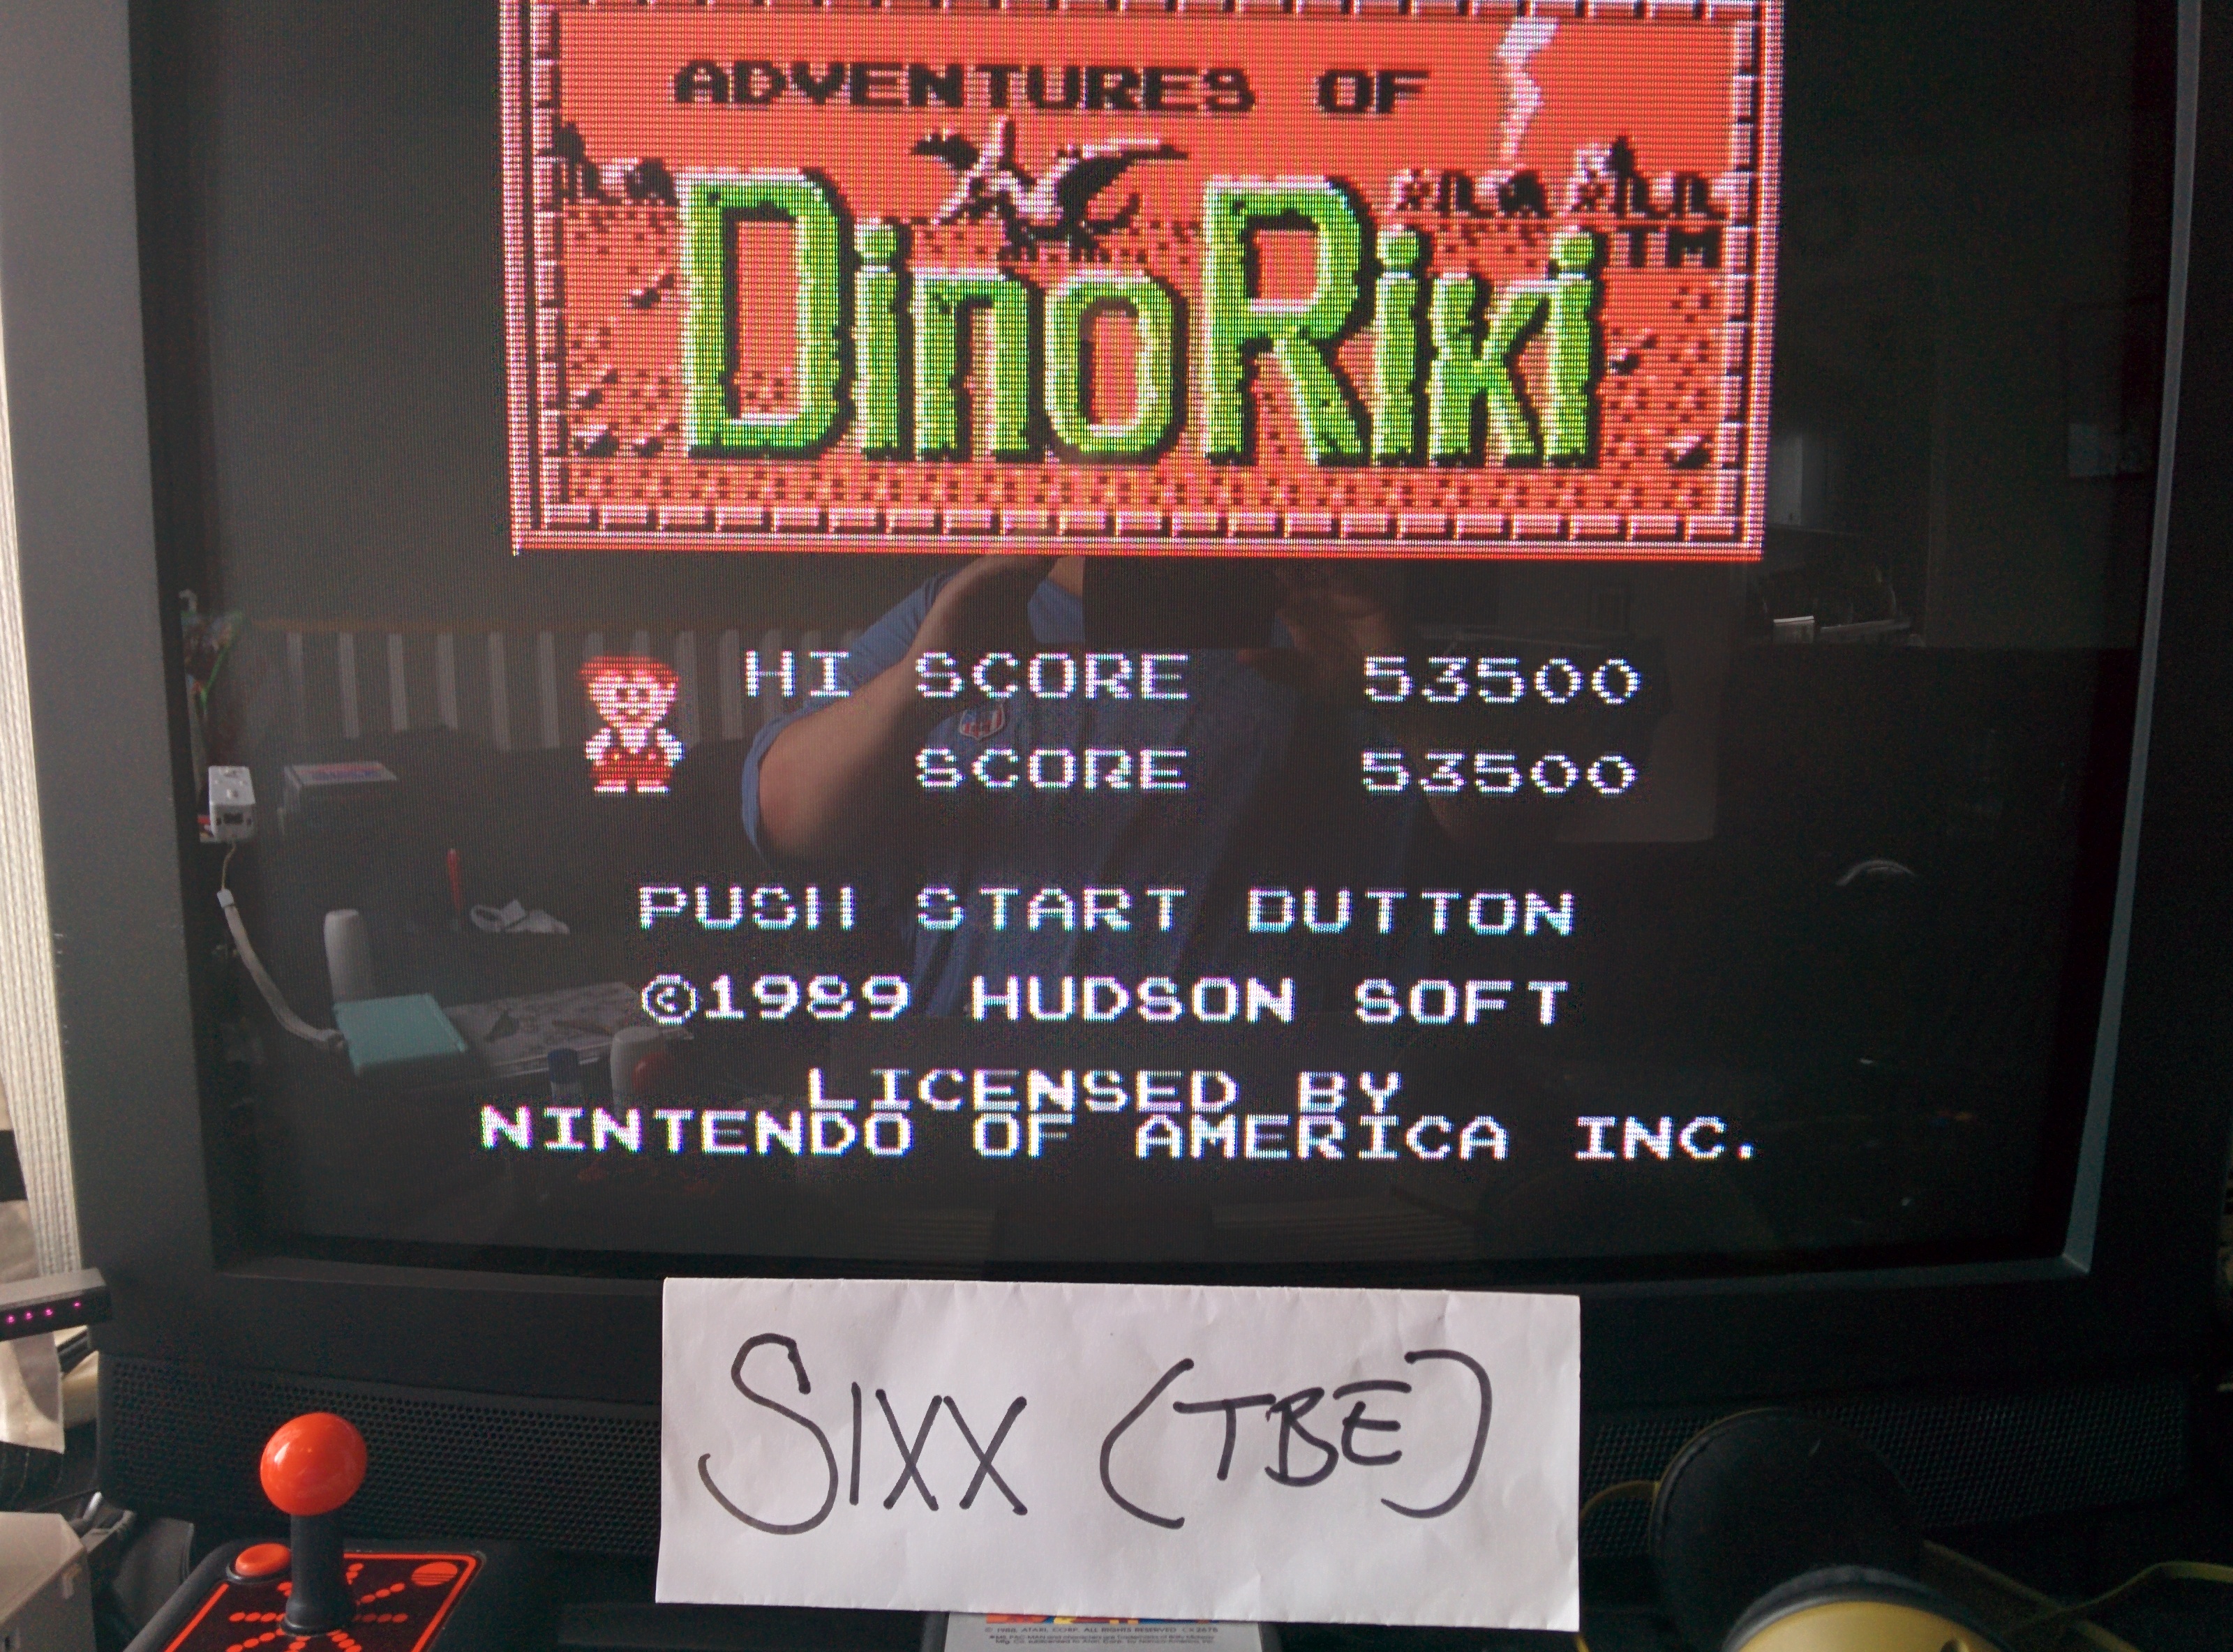 ADVENTURES OF
DinoRiki
TM
HI SCORE 53500
SCORE 53500
PUSH START BUTTON
©1989 HUDSON SOFT
LICENSED BY
NINTENDO OF AMERICA INC.
SIXX (TBE)